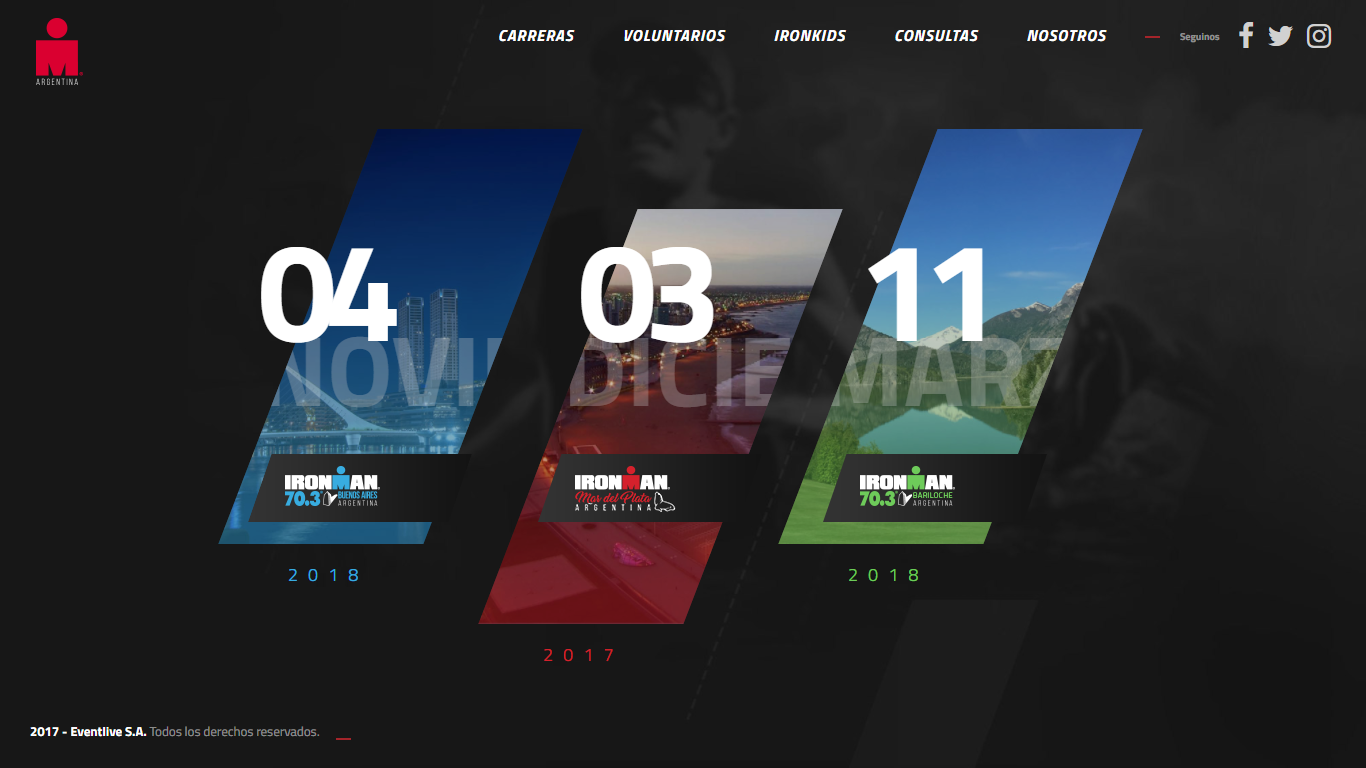 CARRERAS VOLUNTARIOS IRONKIDS CONSULTAS NOSOTROS Seguinos
ARGENTINA
04
NOVIE
IRONMAN
70.3 BUENOS AIRES
ARGENTINA
2018
03
DICIE
IRONMAN
Mar del Plata
ARGENTINA
2017
11
MARZ
IRONMAN
70.3 BARILOCHE
ARGENTINA
2018
2017 - Eventlive S.A. Todos los derechos reservados.